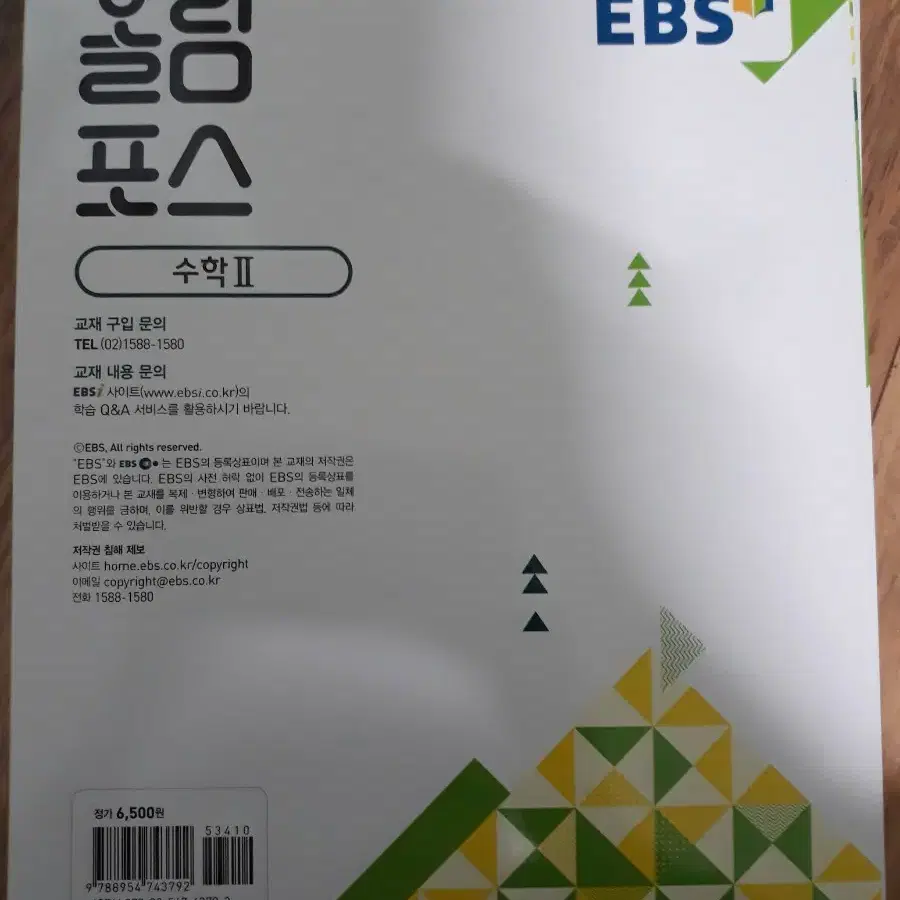 올림
포스
EBS
수학Ⅱ
교재 구입 문의
TEL (02)1588-1580
교재 내용 문의
EBSi 사이트(www.ebsi.co.kr)의
학습 Q&A 서비스를 활용하시기 바랍니다.
ⓒEBS, All rights reserved.
"EBS"와 EBS 는 EBS의 등록상표이며 본 교재의 저작권은
EBS에 있습니다. EBS의 사전 허락 없이 EBS의 등록상표를
이용하거나 본 교재를 복제·변형하여 판매·배포·전송하는 일체
의 행위를 금하며, 이를 위반할 경우 상표법, 저작권법 등에 따라
처벌받을 수 있습니다.
저작권 침해 제보
사이트 home.ebs.co.kr/copyright
이메일 copyright@ebs.co.kr
전화 1588-1580
정가 6,500원
53410
9 788954 743792